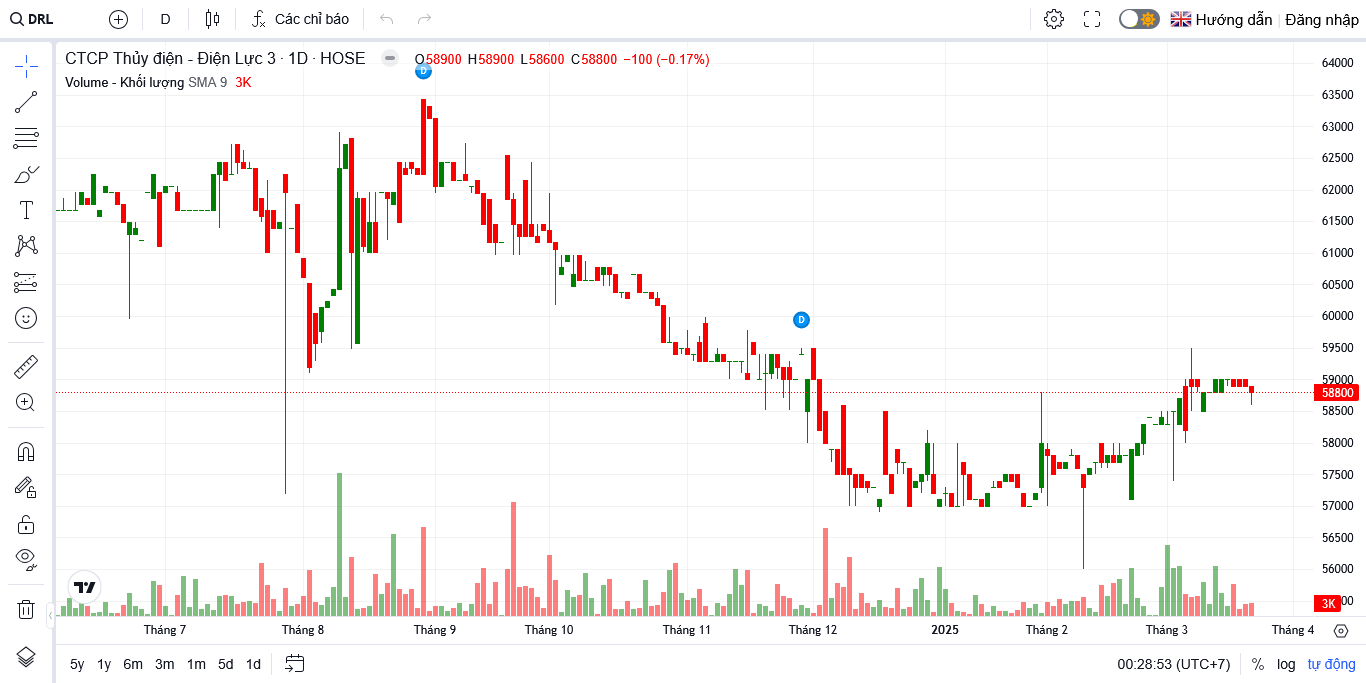 DRL D Các chỉ báo Hướng dẫn Đăng nhập
CTCP Thủy điện - Điện Lực 3 · 1D · HOSE O58900 H58900 L58600 C58800 −100 (−0.17%)
Volume - Khối lượng SMA 9 3K
D
D
64000
63500
63000
62500
62000
61500
61000
60500
60000
59500
59000
58800
58500
58000
57500
57000
56500
56000
3K
Tháng 7 Tháng 8 Tháng 9 Tháng 10 Tháng 11 Tháng 12 2025 Tháng 2 Tháng 3 Tháng 4
5y 1y 6m 3m 1m 5d 1d 00:28:53 (UTC+7) % log tự động